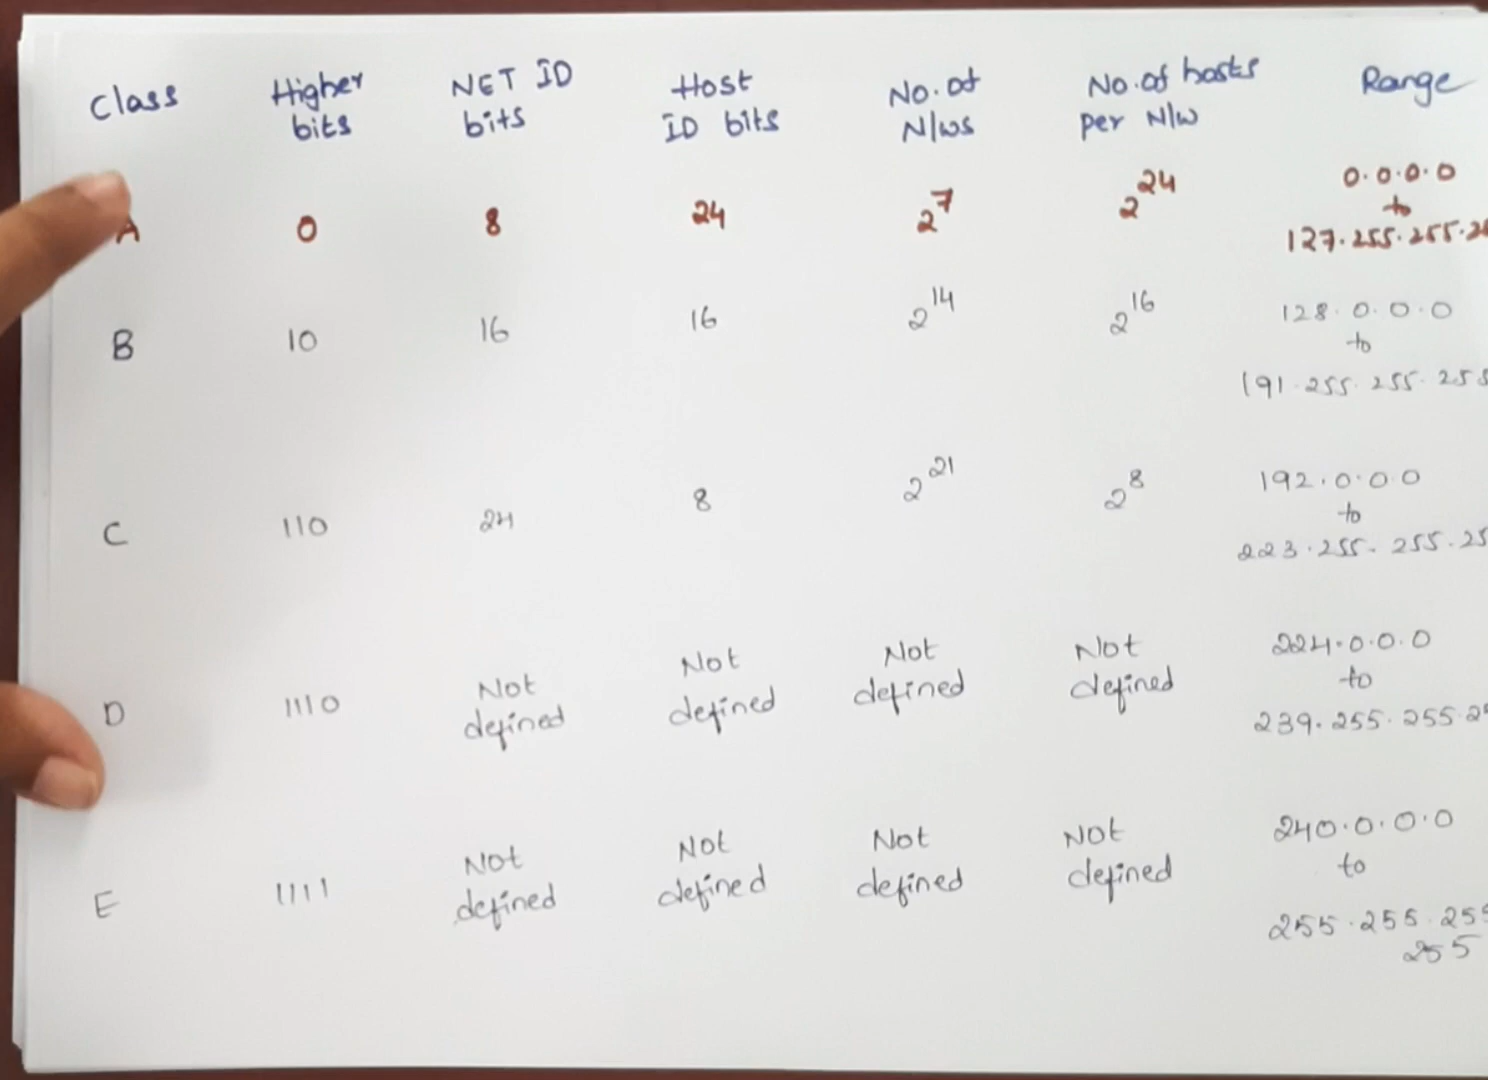 Class Higher bits NET ID bits Host ID bits No. of N/ws No. of hosts per N/w Range
A 0 8 24 2^7 2^24 0.0.0.0 to 127.255.255.2
B 10 16 16 2^14 2^16 128.0.0.0 to 191.255.255.255
C 110 24 8 2^21 2^8 192.0.0.0 to 223.255.255.25
D 1110 Not defined Not defined Not defined Not defined 224.0.0.0 to 239.255.255.2
E 1111 Not defined Not defined Not defined Not defined 240.0.0.0 to 255.255.255 255